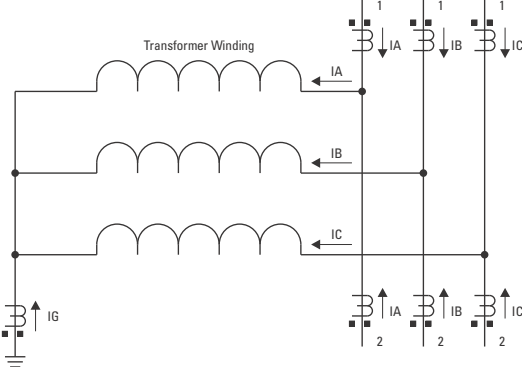 1 1 1
IA IB IC
Transformer Winding
IA
IB
IC
IG
IA IB IC
2 2 2